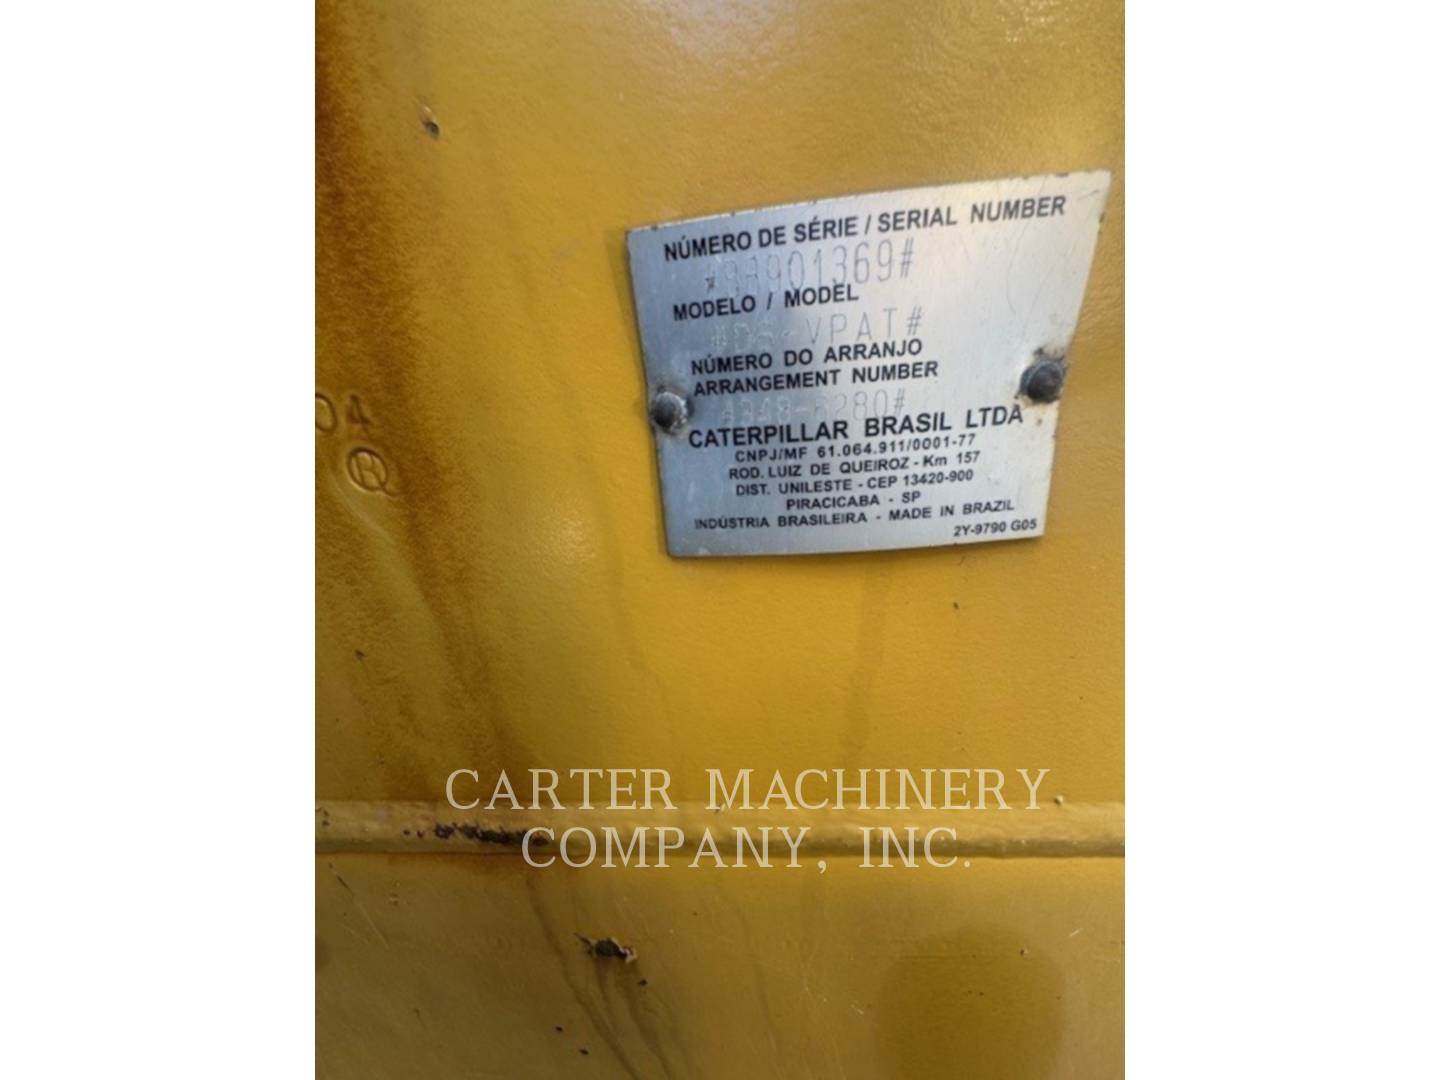 NÚMERO DE SÉRIE / SERIAL NUMBER
MODELO / MODEL
NÚMERO DO ARRANJO
ARRANGEMENT NUMBER
CATERPILLAR BRASIL LTDA
CNPJ/MF 61.064.911/0001-77
ROD. LUIZ DE QUEIROZ - Km 157
DIST. UNILESTE - CEP 13420-900
PIRACICABA - SP
INDÚSTRIA BRASILEIRA - MADE IN BRAZIL
2Y-9790 G05
04
R
CARTER MACHINERY
COMPANY, INC.